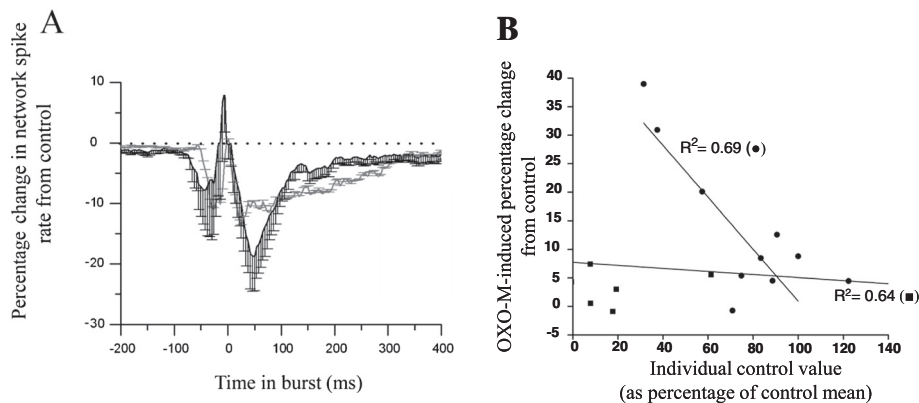 A
Percentage change in network spike
rate from control
10
0
-10
-20
-30
-200
-100
0
100
200
300
400
Time in burst (ms)
B
OXO-M-induced percentage change
from control
40
35
30
25
20
15
10
5
0
-5
R²= 0.69 (●)
R²= 0.64 (■)
0
20
40
60
80
100
120
140
Individual control value
(as percentage of control mean)